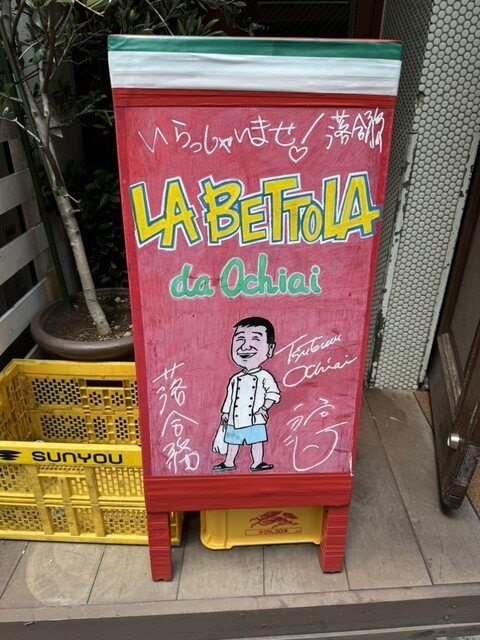 いらっしゃいませ! 落合務
LA BETTOLA
da Ochiai
Tsutomu
Ochiai
落合務
SUNYOU